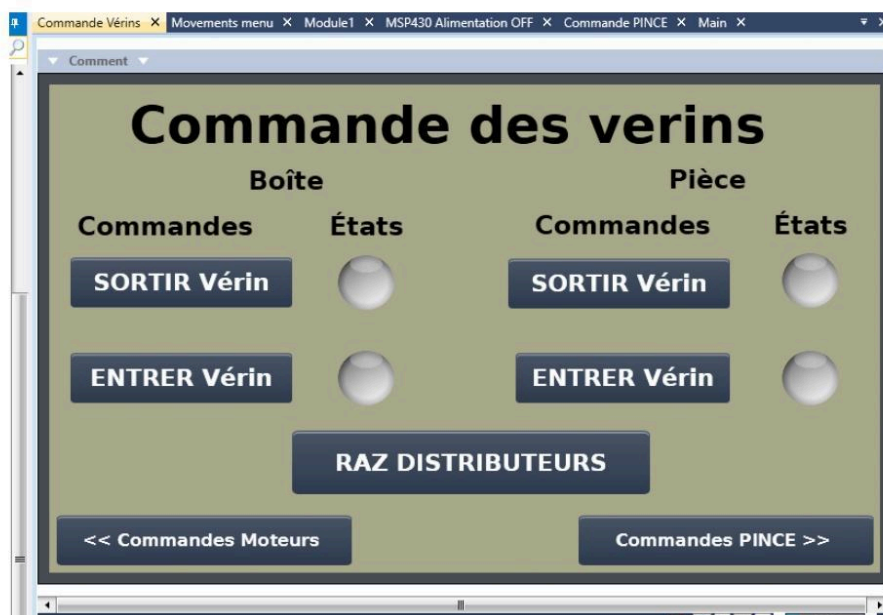 Commande Vérins Movements menu Module1 MSP430 Alimentation OFF Commande PINCE Main
Comment
Commande des verins
Boîte Pièce
Commandes États Commandes États
SORTIR Vérin SORTIR Vérin
ENTRER Vérin ENTRER Vérin
RAZ DISTRIBUTEURS
<< Commandes Moteurs Commandes PINCE >>